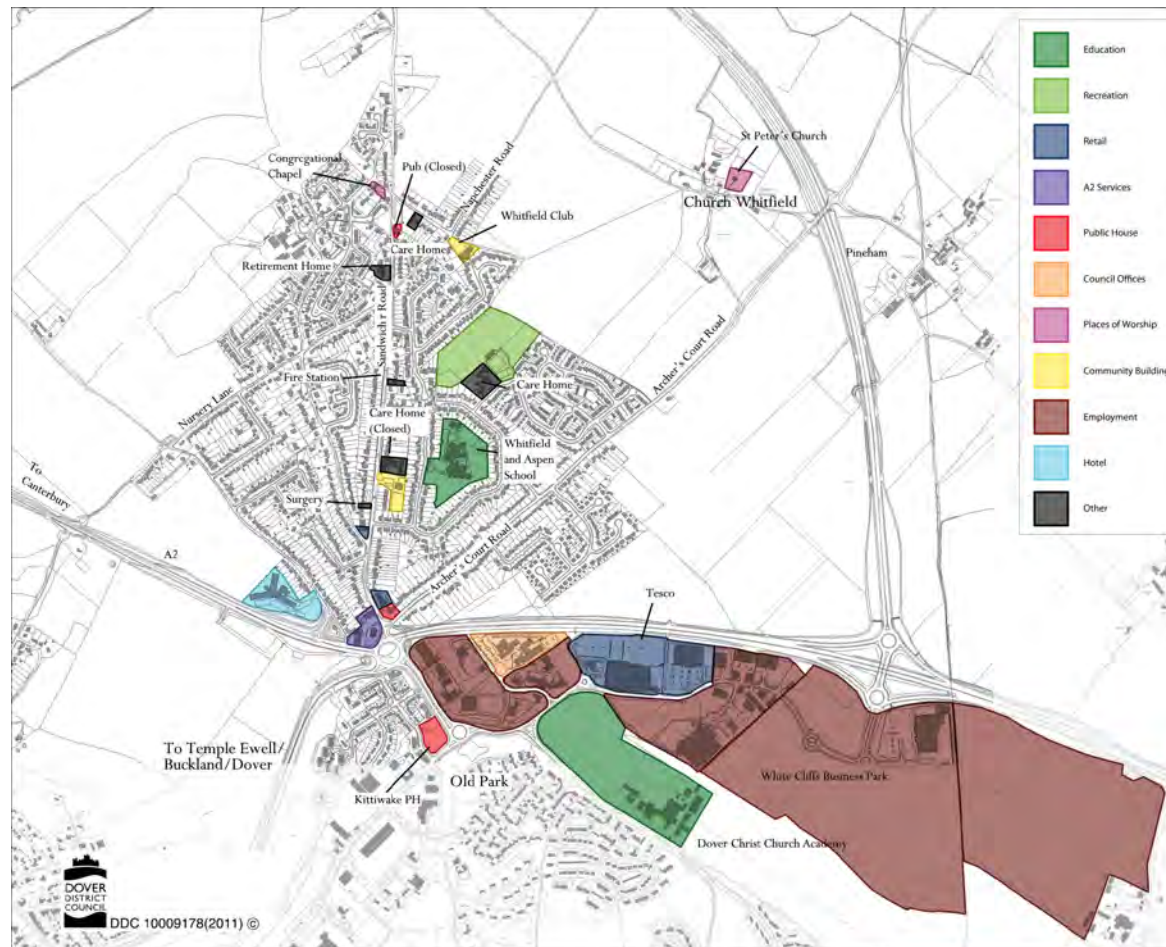 Education
Recreation
Retail
A2 Services
Public House
Council Offices
Places of Worship
Community Building
Employment
Hotel
Other
St Peter's Church
Church Whitfield
Pineham
Congregational
Chapel
Pub (Closed)
Napchester Road
Whitfield Club
Care Home
Retirement Home
Sandwich r Road
Archer's Court Road
Nursery Lane
Fire Station
Care Home
Care Home
(Closed)
Whitfield
and Aspen
School
Surgery
To
Canterbury
A2
Archer's Court Road
Tesco
To Temple Ewell/
Buckland/Dover
Kittiwake PH
Old Park
White Cliffs Business Park
Dover Christ Church Academy
DOVER
DISTRICT
COUNCIL
DDC 10009178(2011) ©